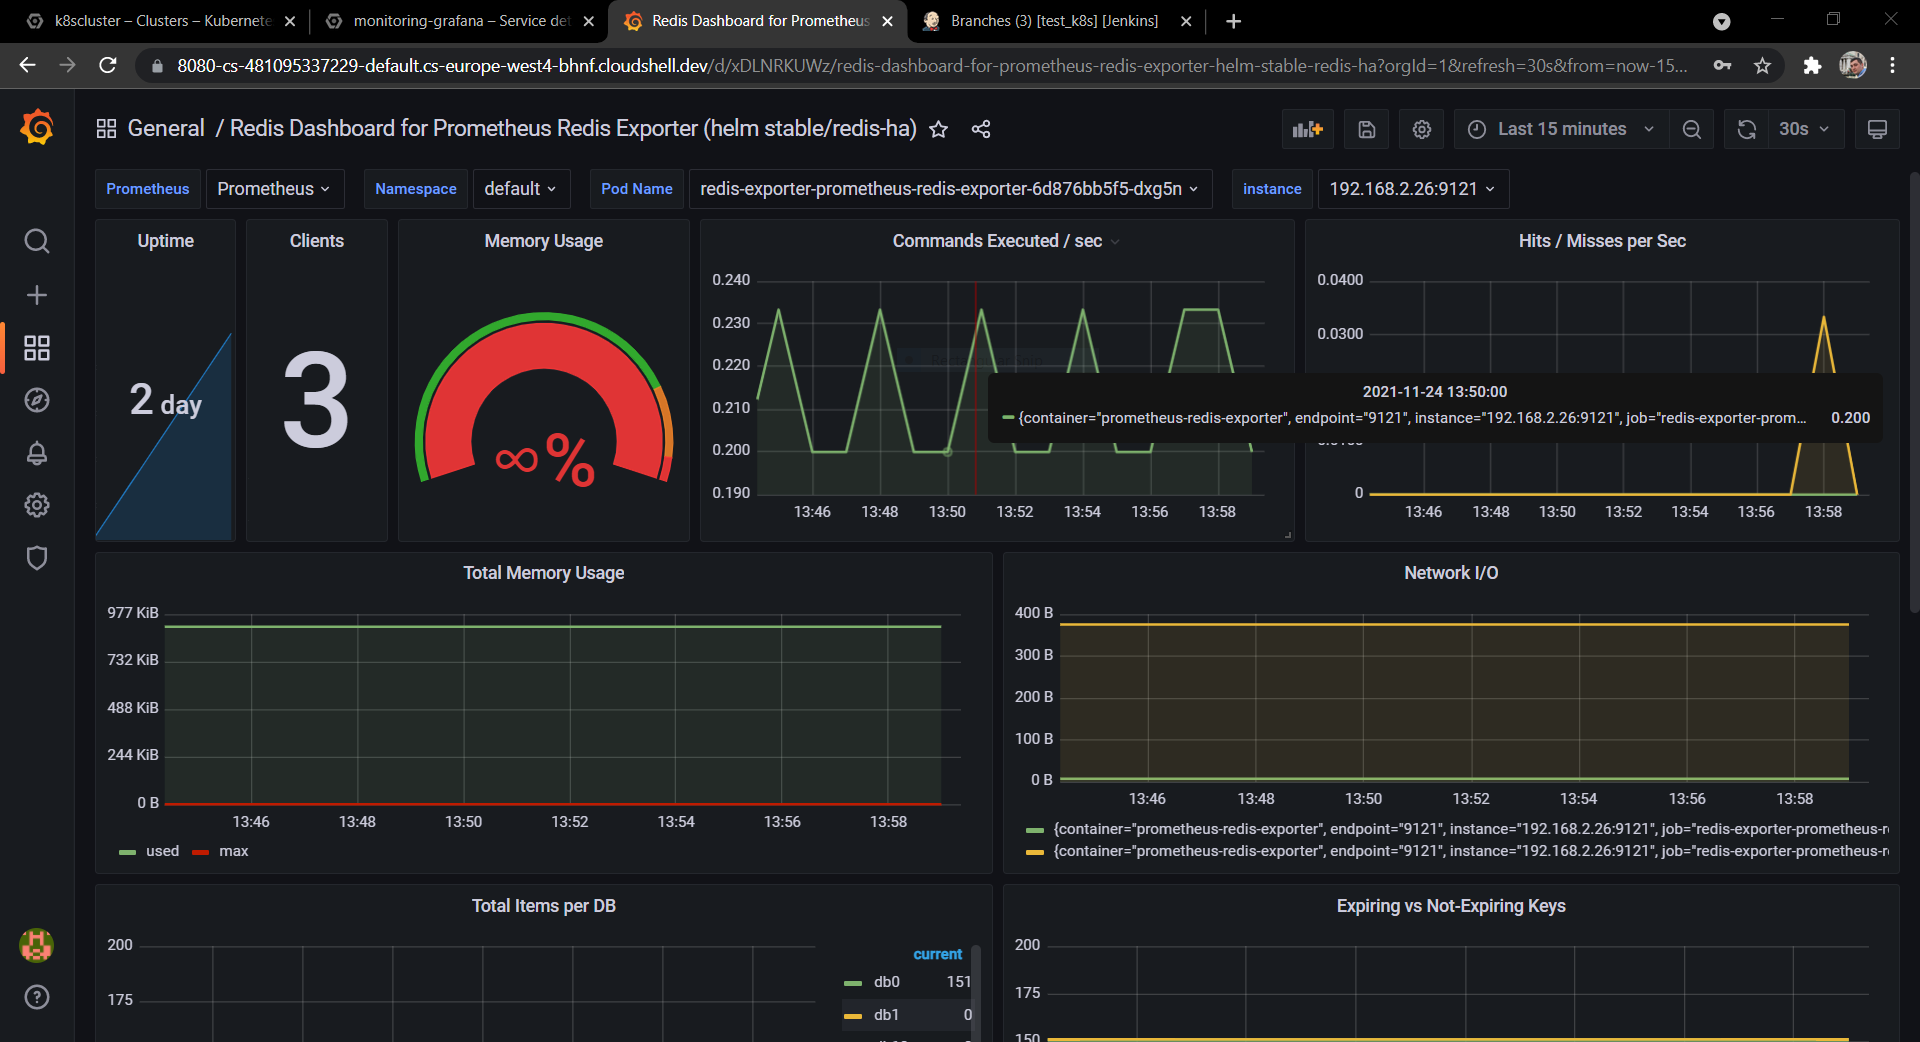 k8scluster – Clusters – Kubernete
monitoring-grafana – Service det
Redis Dashboard for Prometheus
Branches (3) [test_k8s] [Jenkins]
8080-cs-481095337229-default.cs-europe-west4-bhnf.cloudshell.dev/d/xDLNRKUWz/redis-dashboard-for-prometheus-redis-exporter-helm-stable-redis-ha?orgId=1&refresh=30s&from=now-15...
General / Redis Dashboard for Prometheus Redis Exporter (helm stable/redis-ha)
Last 15 minutes
30s
Prometheus
Prometheus
Namespace
default
Pod Name
redis-exporter-prometheus-redis-exporter-6d876bb5f5-dxg5n
instance
192.168.2.26:9121
Uptime
2 day
Clients
3
Memory Usage
∞%
Commands Executed / sec
0.240
0.230
0.220
0.210
0.200
0.190
13:46 13:48 13:50 13:52 13:54 13:56 13:58
2021-11-24 13:50:00
{container="prometheus-redis-exporter", endpoint="9121", instance="192.168.2.26:9121", job="redis-exporter-prom... 0.200
Hits / Misses per Sec
0.0400
0.0300
0
13:46 13:48 13:50 13:52 13:54 13:56 13:58
Total Memory Usage
977 KiB
732 KiB
488 KiB
244 KiB
0 B
13:46 13:48 13:50 13:52 13:54 13:56 13:58
used max
Network I/O
400 B
300 B
200 B
100 B
0 B
13:46 13:48 13:50 13:52 13:54 13:56 13:58
{container="prometheus-redis-exporter", endpoint="9121", instance="192.168.2.26:9121", job="redis-exporter-prometheus-r
{container="prometheus-redis-exporter", endpoint="9121", instance="192.168.2.26:9121", job="redis-exporter-prometheus-r
Total Items per DB
200
175
current
db0 151
db1 0
Expiring vs Not-Expiring Keys
200
175
150